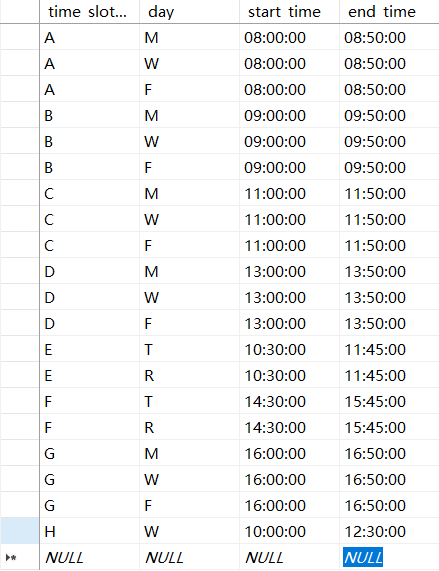 time slot... day start time end time
A M 08:00:00 08:50:00
A W 08:00:00 08:50:00
A F 08:00:00 08:50:00
B M 09:00:00 09:50:00
B W 09:00:00 09:50:00
B F 09:00:00 09:50:00
C M 11:00:00 11:50:00
C W 11:00:00 11:50:00
C F 11:00:00 11:50:00
D M 13:00:00 13:50:00
D W 13:00:00 13:50:00
D F 13:00:00 13:50:00
E T 10:30:00 11:45:00
E R 10:30:00 11:45:00
F T 14:30:00 15:45:00
F R 14:30:00 15:45:00
G M 16:00:00 16:50:00
G W 16:00:00 16:50:00
G F 16:00:00 16:50:00
H W 10:00:00 12:30:00
NULL NULL NULL NULL